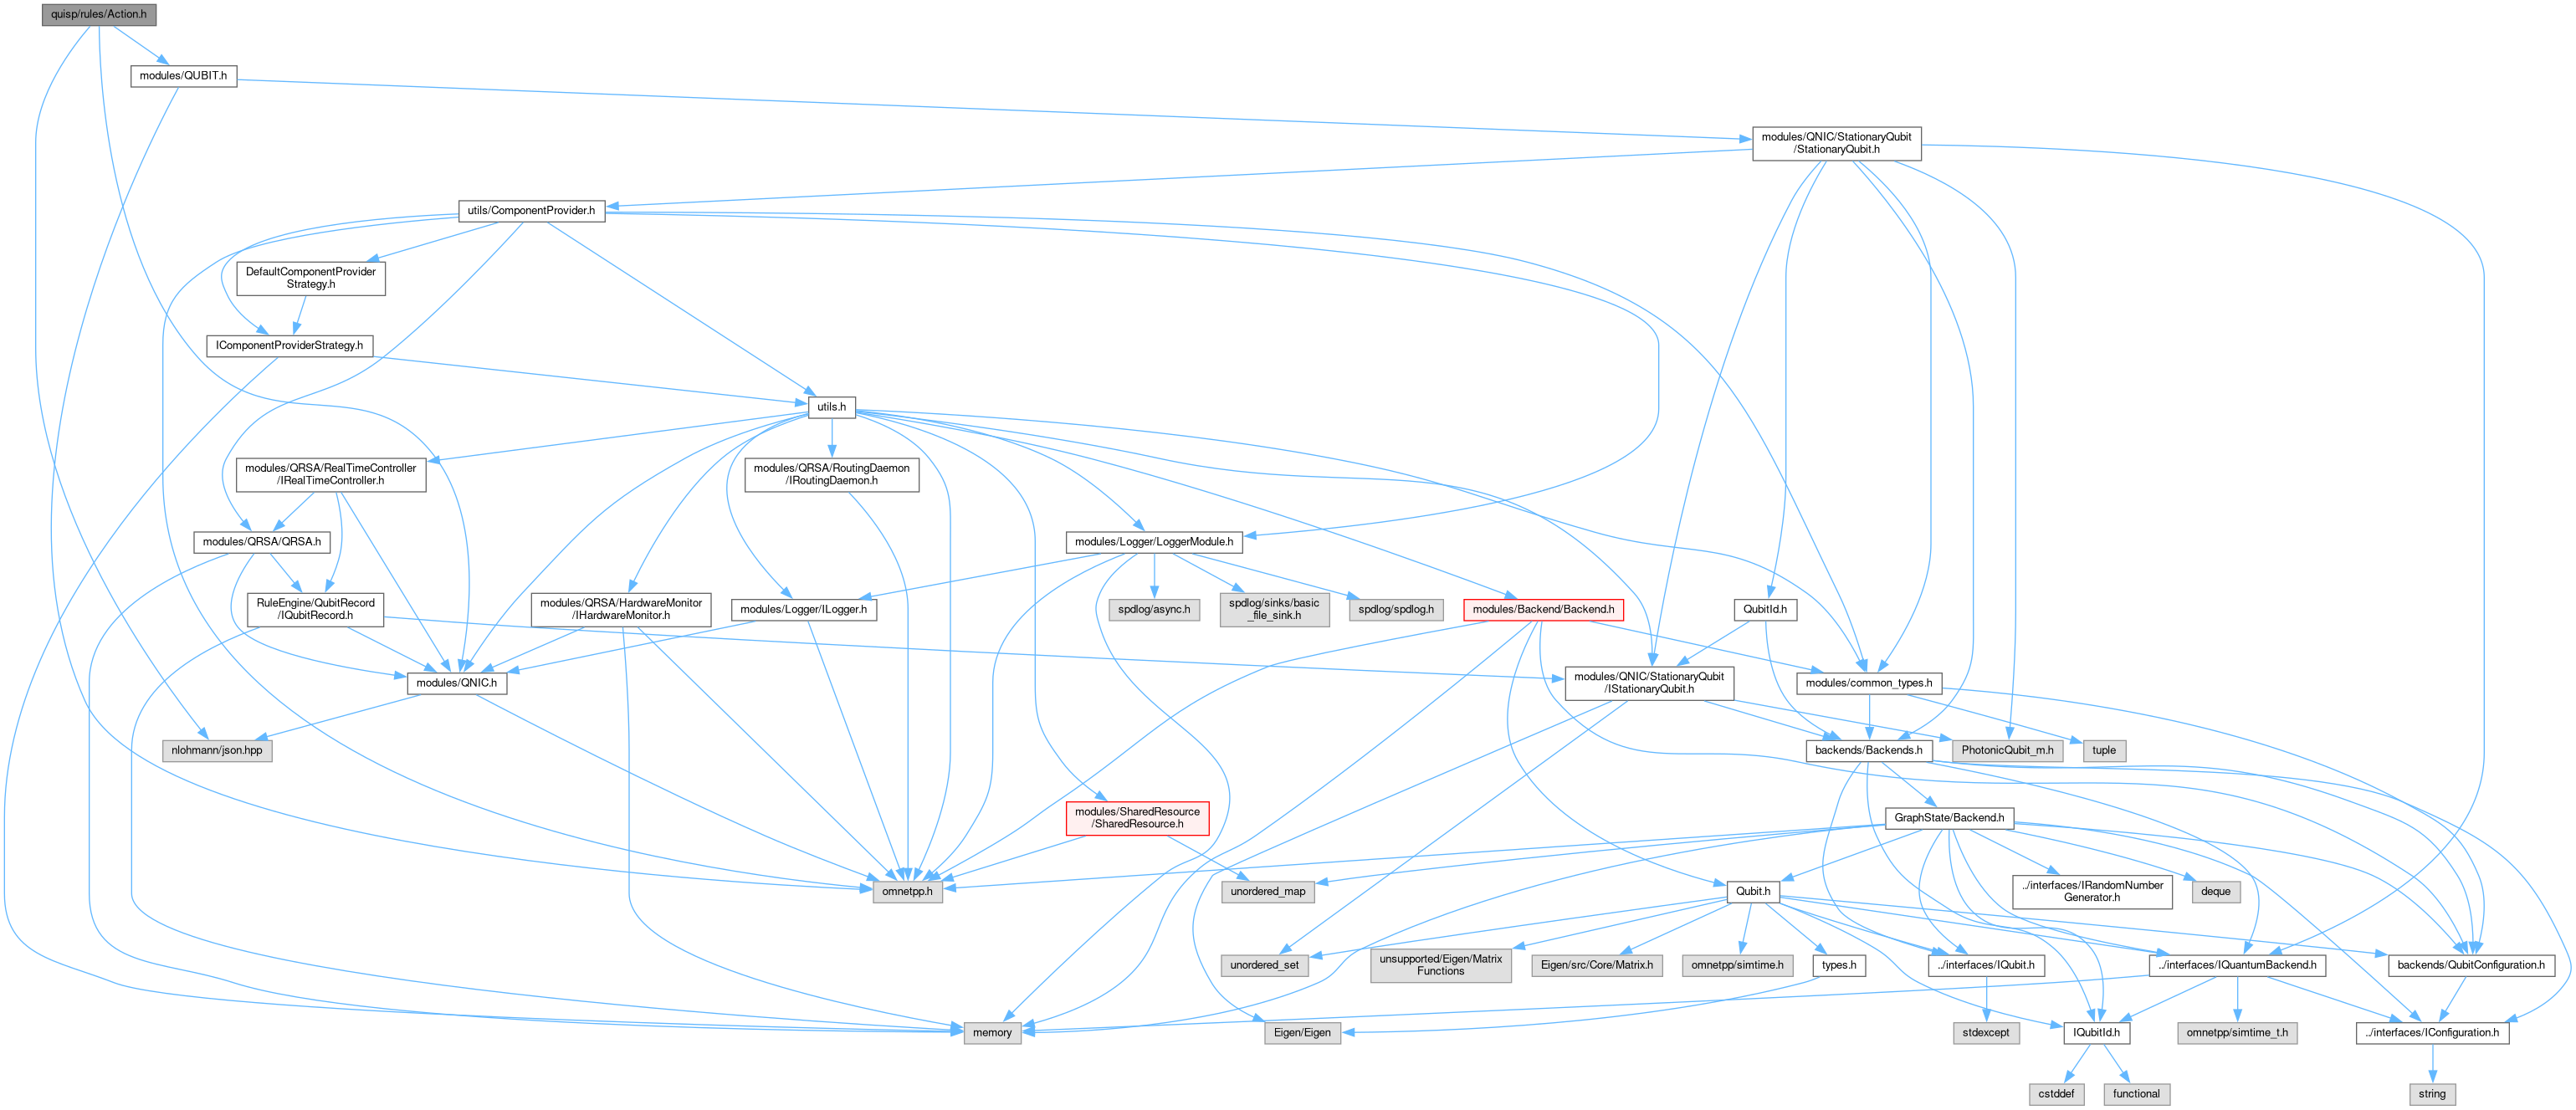 quisp/rules/Action.h
modules/QUBIT.h
modules/QNIC/StationaryQubit
/StationaryQubit.h
utils/ComponentProvider.h
DefaultComponentProvider
Strategy.h
IComponentProviderStrategy.h
utils.h
modules/QRSA/RealTimeController
/IRealTimeController.h
modules/QRSA/RoutingDaemon
/IRoutingDaemon.h
modules/QRSA/QRSA.h
modules/Logger/LoggerModule.h
RuleEngine/QubitRecord
/IQubitRecord.h
modules/QRSA/HardwareMonitor
/IHardwareMonitor.h
modules/Logger/ILogger.h
spdlog/async.h
spdlog/sinks/basic
_file_sink.h
spdlog/spdlog.h
modules/Backend/Backend.h
QubitId.h
modules/QNIC.h
modules/QNIC/StationaryQubit
/IStationaryQubit.h
modules/common_types.h
nlohmann/json.hpp
backends/Backends.h
PhotonicQubit_m.h
tuple
modules/SharedResource
/SharedResource.h
GraphState/Backend.h
omnetpp.h
unordered_map
Qubit.h
../interfaces/IRandomNumber
Generator.h
deque
unordered_set
unsupported/Eigen/Matrix
Functions
Eigen/src/Core/Matrix.h
omnetpp/simtime.h
types.h
../interfaces/IQubit.h
../interfaces/IQuantumBackend.h
backends/QubitConfiguration.h
memory
Eigen/Eigen
stdexcept
IQubitId.h
omnetpp/simtime_t.h
../interfaces/IConfiguration.h
cstddef
functional
string